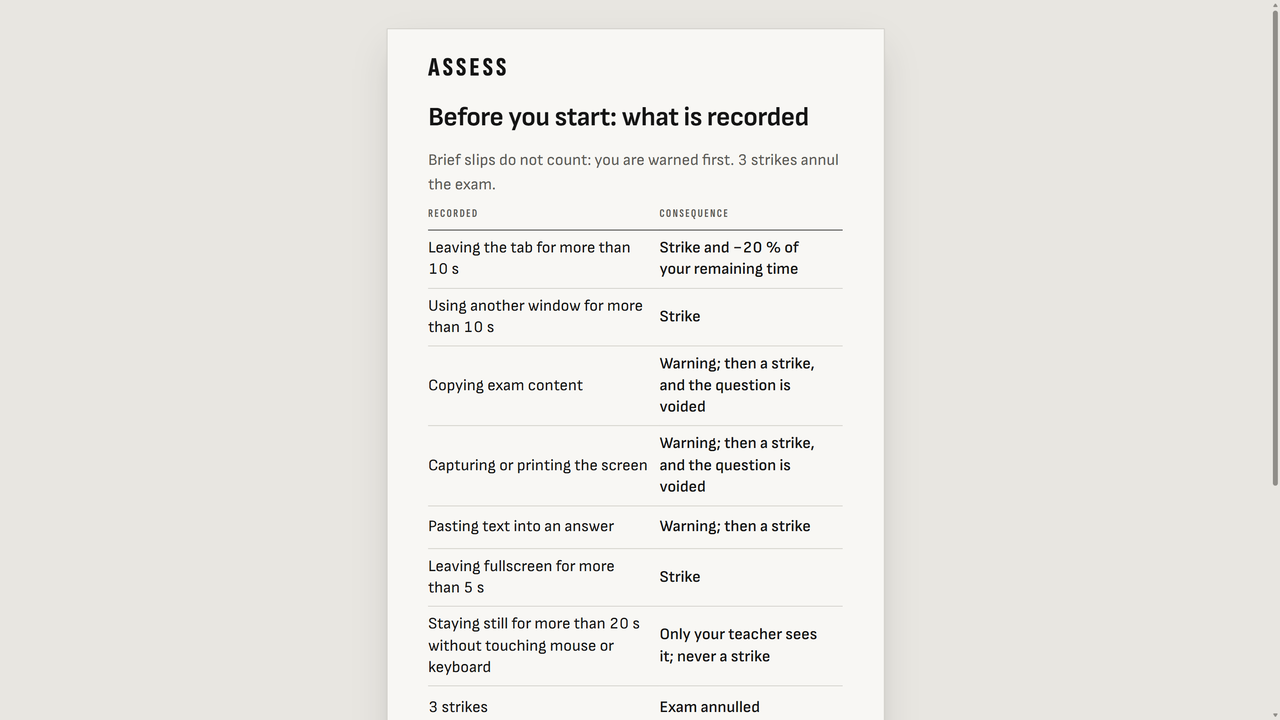 ASSESS
Before you start: what is recorded
Brief slips do not count: you are warned first. 3 strikes annul
the exam.
RECORDED CONSEQUENCE
Leaving the tab for more than
10 s
Strike and −20 % of
your remaining time
Using another window for more
than 10 s
Strike
Copying exam content
Warning; then a strike,
and the question is
voided
Capturing or printing the screen
Warning; then a strike,
and the question is
voided
Pasting text into an answer
Warning; then a strike
Leaving fullscreen for more
than 5 s
Strike
Staying still for more than 20 s
without touching mouse or
keyboard
Only your teacher sees
it; never a strike
3 strikes
Exam annulled